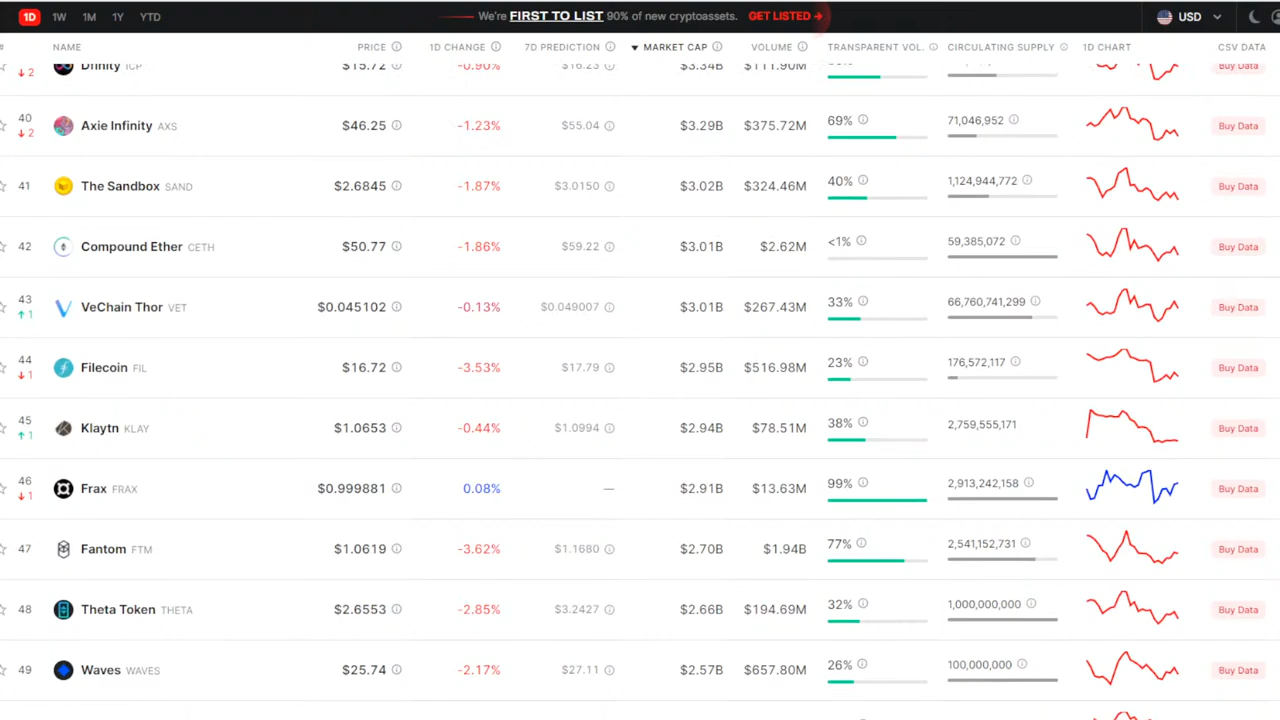 1D 1W 1M 1Y YTD We're FIRST TO LIST 90% of new cryptoassets. GET LISTED → USD
# NAME PRICE 1D CHANGE 7D PREDICTION ▼ MARKET CAP VOLUME TRANSPARENT VOL. CIRCULATING SUPPLY 1D CHART CSV DATA
↓2 Dfinity ICP $15.72 -0.90% $16.23 $3.34B $111.90M Buy Data
40 ↓2 Axie Infinity AXS $46.25 -1.23% $55.04 $3.29B $375.72M 69% 71,046,952 Buy Data
41 The Sandbox SAND $2.6845 -1.87% $3.0150 $3.02B $324.46M 40% 1,124,944,772 Buy Data
42 Compound Ether CETH $50.77 -1.86% $59.22 $3.01B $2.62M <1% 59,385,072 Buy Data
43 ↑1 VeChain Thor VET $0.045102 -0.13% $0.049007 $3.01B $267.43M 33% 66,760,741,299 Buy Data
44 ↓1 Filecoin FIL $16.72 -3.53% $17.79 $2.95B $516.98M 23% 176,572,117 Buy Data
45 ↑1 Klaytn KLAY $1.0653 -0.44% $1.0994 $2.94B $78.51M 38% 2,759,555,171 Buy Data
46 ↓1 Frax FRAX $0.999881 0.08% — $2.91B $13.63M 99% 2,913,242,158 Buy Data
47 Fantom FTM $1.0619 -3.62% $1.1680 $2.70B $1.94B 77% 2,541,152,731 Buy Data
48 Theta Token THETA $2.6553 -2.85% $3.2427 $2.66B $194.69M 32% 1,000,000,000 Buy Data
49 Waves WAVES $25.74 -2.17% $27.11 $2.57B $657.80M 26% 100,000,000 Buy Data